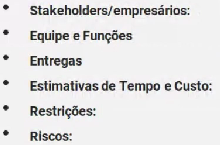 • Stakeholders/empresários:
• Equipe e Funções
• Entregas
• Estimativas de Tempo e Custo:
• Restrições:
• Riscos: